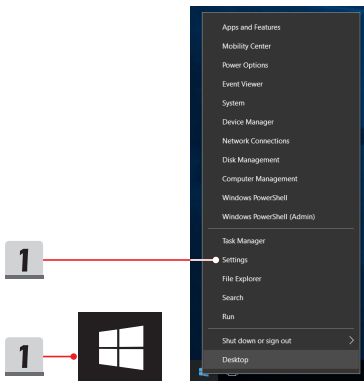 Apps and Features
Mobility Center
Power Options
Event Viewer
System
Device Manager
Network Connections
Disk Management
Computer Management
Windows PowerShell
Windows PowerShell (Admin)
Task Manager
1
Settings
File Explorer
Search
Run
Shut down or sign out
1
Desktop